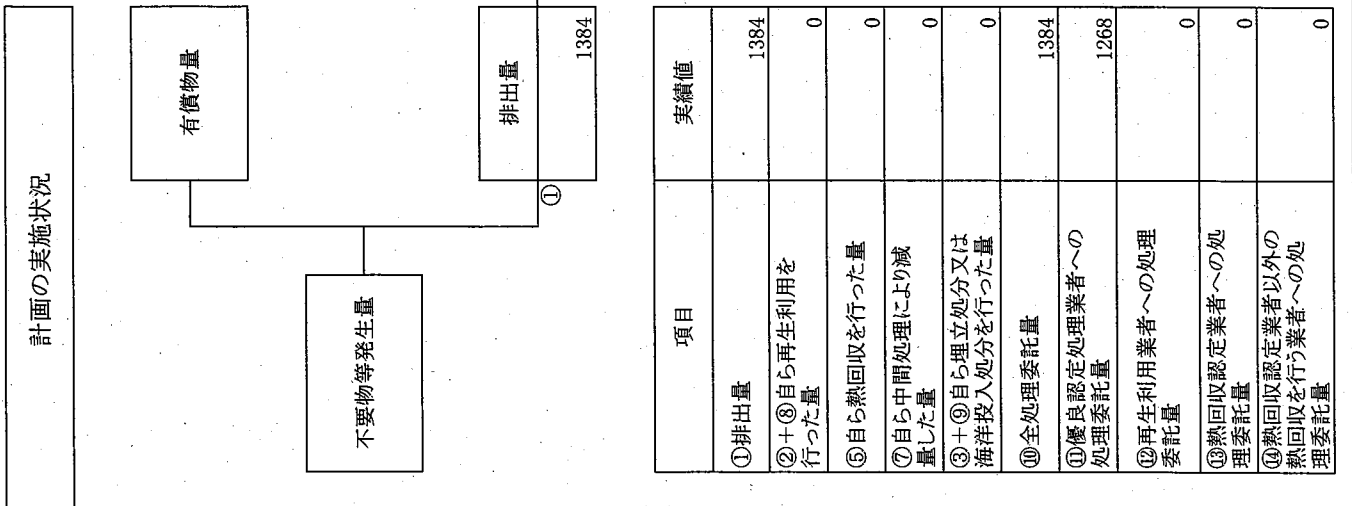 計画の実施状況
有償物量
不要物等発生量
排出量
①
1384
項目
実績値
①排出量
1384
②+⑧自ら再生利用を
行った量
0
⑤自ら熱回収を行った量
0
⑦自ら中間処理により減
量した量
0
③+⑨自ら埋立処分又は
海洋投入処分を行った量
0
⑩全処理委託量
1384
⑪優良認定処理業者への
処理委託量
1268
⑫再生利用業者への処理
委託量
0
⑬熱回収認定業者への処
理委託量
0
⑭熱回収認定業者以外の
熱回収を行う業者への処
理委託量
0